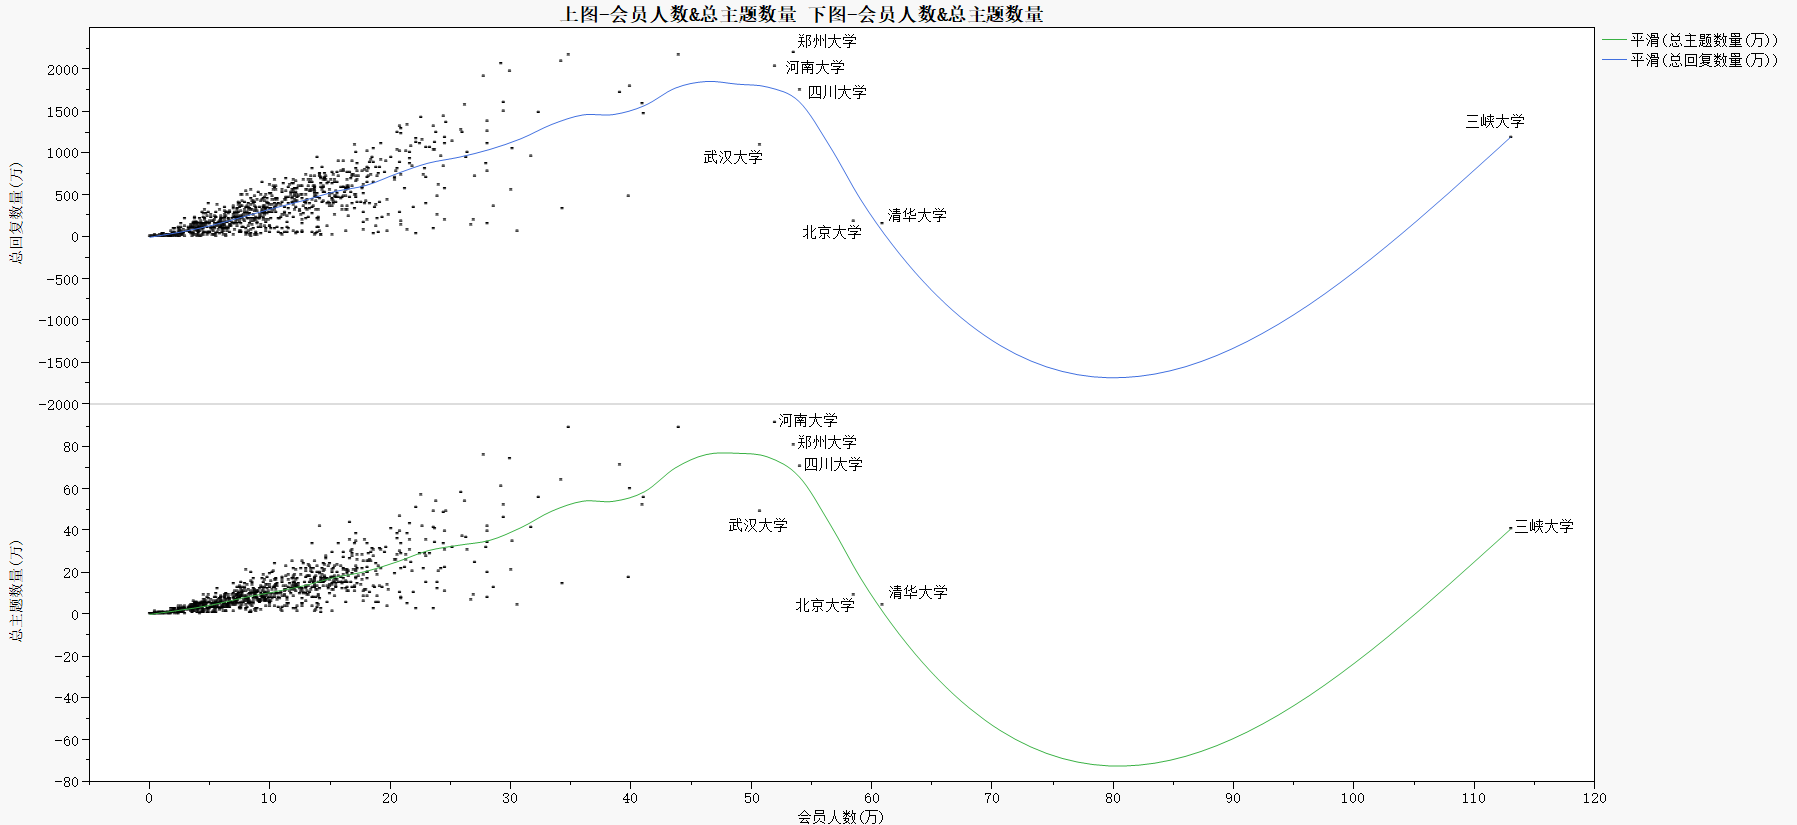 上图-会员人数&总主题数量 下图-会员人数&总主题数量
平滑(总主题数量(万))
平滑(总回复数量(万))
总回复数量(万)
2000
1500
1000
500
0
-500
-1000
-1500
-2000
郑州大学
河南大学
四川大学
武汉大学
三峡大学
清华大学
北京大学
总主题数量(万)
80
60
40
20
0
-20
-40
-60
-80
河南大学
郑州大学
四川大学
武汉大学
三峡大学
清华大学
北京大学
0 10 20 30 40 50 60 70 80 90 100 110 120
会员人数(万)